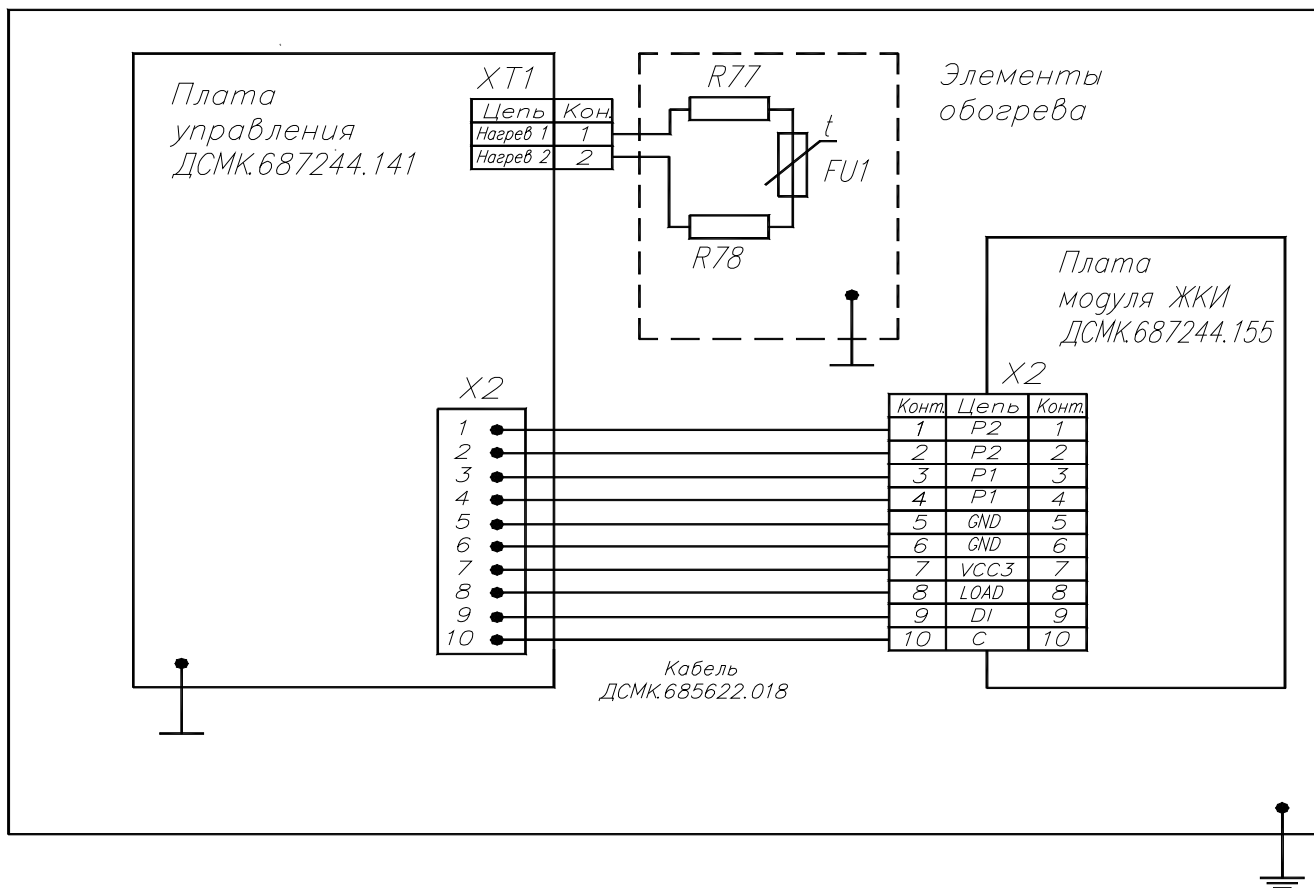 Плата
управления
ДСМК.687244.141
XT1
Цепь Кон.
Нагрев 1 1
Нагрев 2 2
R77
t
FU1
R78
Элементы
обогрева
Плата
модуля ЖКИ
ДСМК.687244.155
X2
1
2
3
4
5
6
7
8
9
10
X2
Конт. Цепь Конт.
1 P2 1
2 P2 2
3 P1 3
4 P1 4
5 GND 5
6 GND 6
7 VCC3 7
8 LOAD 8
9 DI 9
10 C 10
Кабель
ДСМК.685622.018